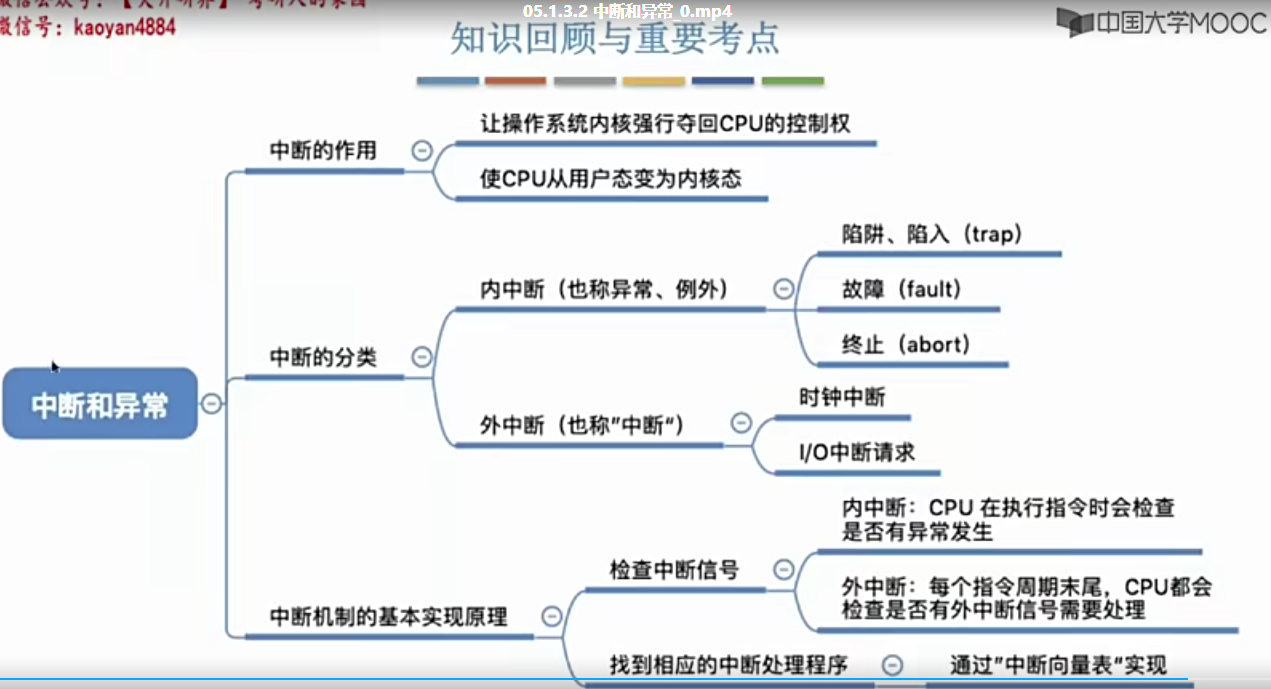 05.1.3.2 中断和异常_0.mp4
微信号：kaoyan4884
中国大学MOOC
知识回顾与重要考点
中断和异常
中断的作用
让操作系统内核强行夺回CPU的控制权
使CPU从用户态变为内核态
中断的分类
内中断（也称异常、例外）
陷阱、陷入（trap）
故障（fault）
终止（abort）
外中断（也称”中断“）
时钟中断
I/O中断请求
中断机制的基本实现原理
检查中断信号
内中断：CPU 在执行指令时会检查
是否有异常发生
外中断：每个指令周期末尾，CPU都会
检查是否有外中断信号需要处理
找到相应的中断处理程序
通过”中断向量表“实现